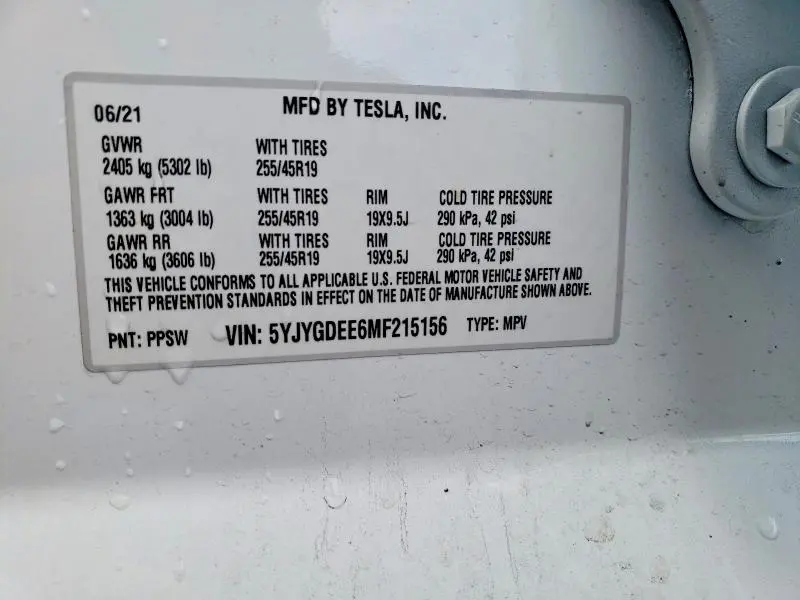 06/21 MFD BY TESLA, INC.
GVWR WITH TIRES
2405 kg (5302 lb) 255/45R19
GAWR FRT WITH TIRES RIM COLD TIRE PRESSURE
1363 kg (3004 lb) 255/45R19 19X9.5J 290 kPa, 42 psi
GAWR RR WITH TIRES RIM COLD TIRE PRESSURE
1636 kg (3606 lb) 255/45R19 19X9.5J 290 kPa, 42 psi
THIS VEHICLE CONFORMS TO ALL APPLICABLE U.S. FEDERAL MOTOR VEHICLE SAFETY AND
THEFT PREVENTION STANDARDS IN EFFECT ON THE DATE OF MANUFACTURE SHOWN ABOVE.
PNT: PPSW VIN: 5YJYGDEE6MF215156 TYPE: MPV